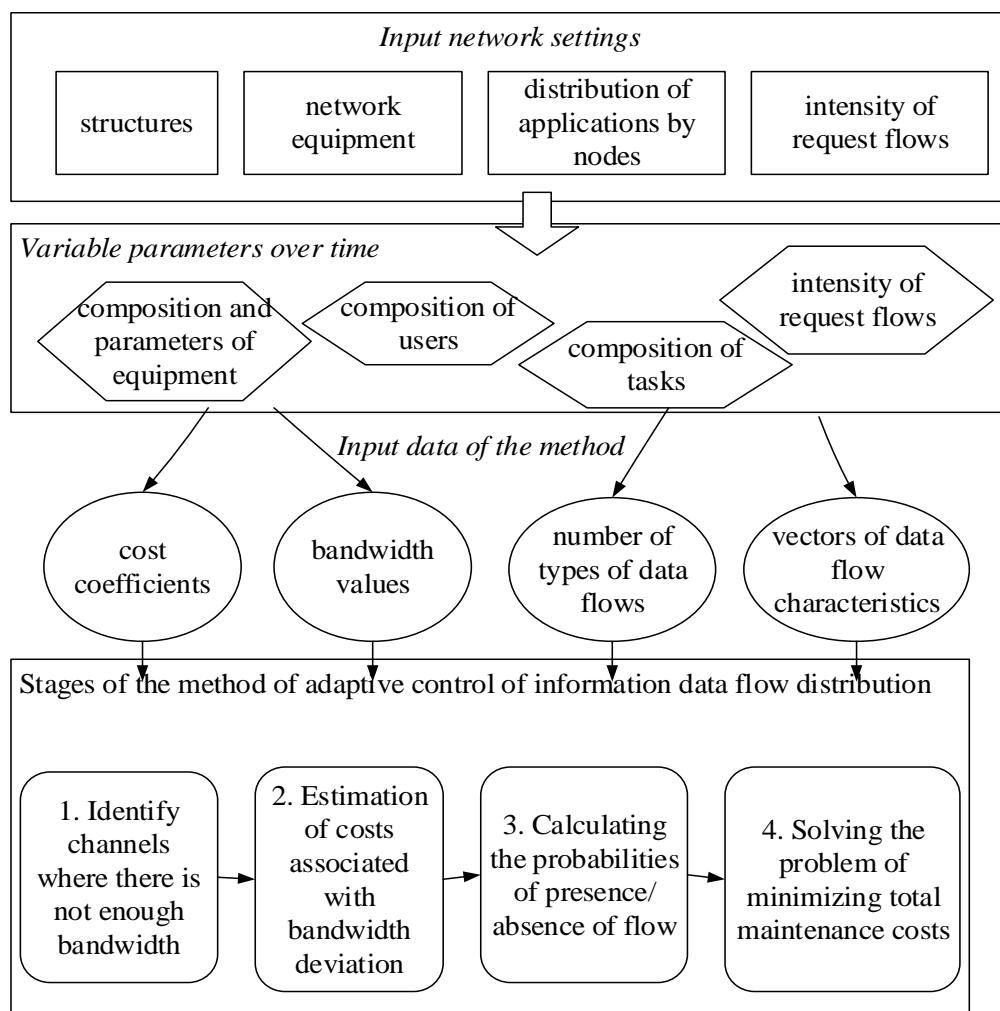 Input network settings
structures
network
equipment
distribution of
applications by
nodes
intensity of
request flows
Variable parameters over time
composition and
parameters of
equipment
composition of
users
composition of
tasks
intensity of
request flows
Input data of the method
cost
coefficients
bandwidth
values
number of
types of data
flows
vectors of data
flow
characteristics
Stages of the method of adaptive control of information data flow distribution
1. Identify
channels
where there is
not enough
bandwidth
2. Estimation
of costs
associated
with
bandwidth
deviation
3. Calculating
the probabilities
of presence/
absence of flow
4. Solving the
problem of
minimizing total
maintenance costs